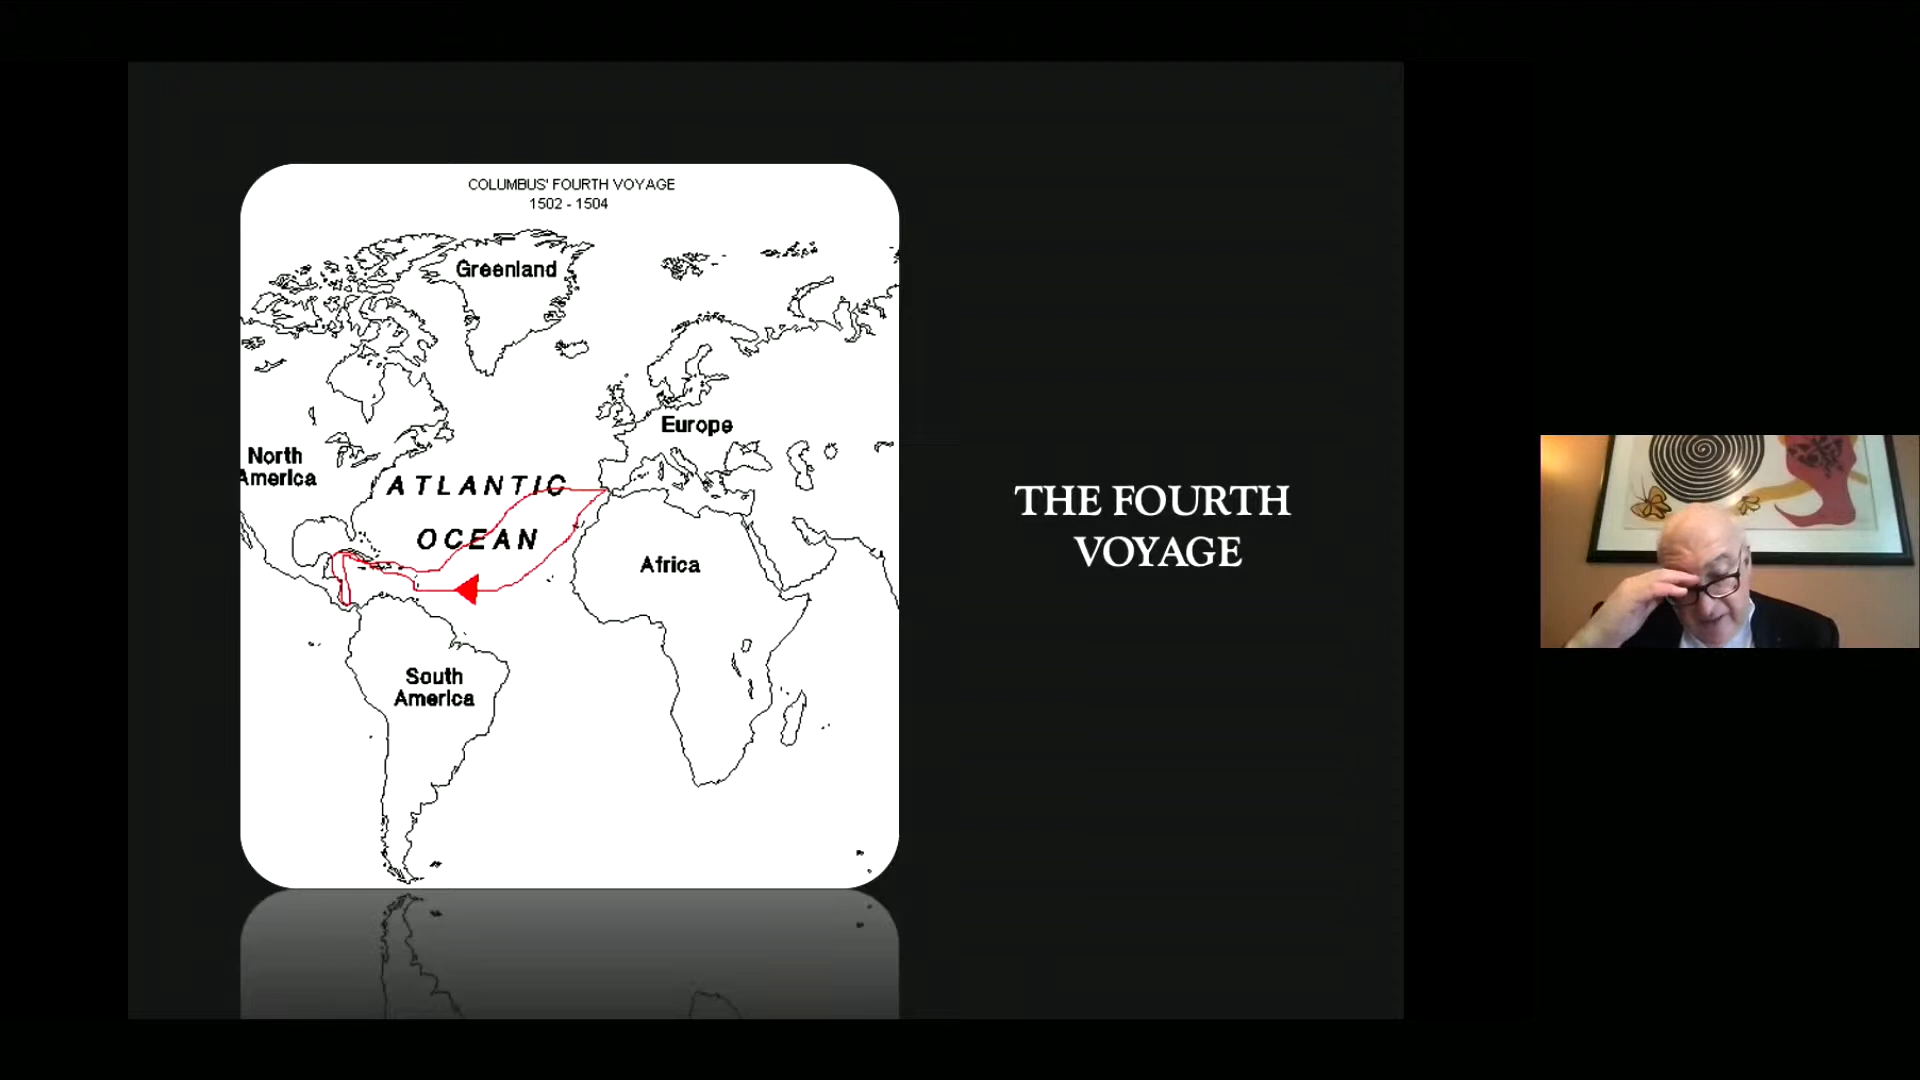 COLUMBUS' FOURTH VOYAGE
1502 - 1504
Greenland
Europe
North
America
ATLANTIC
OCEAN
Africa
South
America
THE FOURTH
VOYAGE